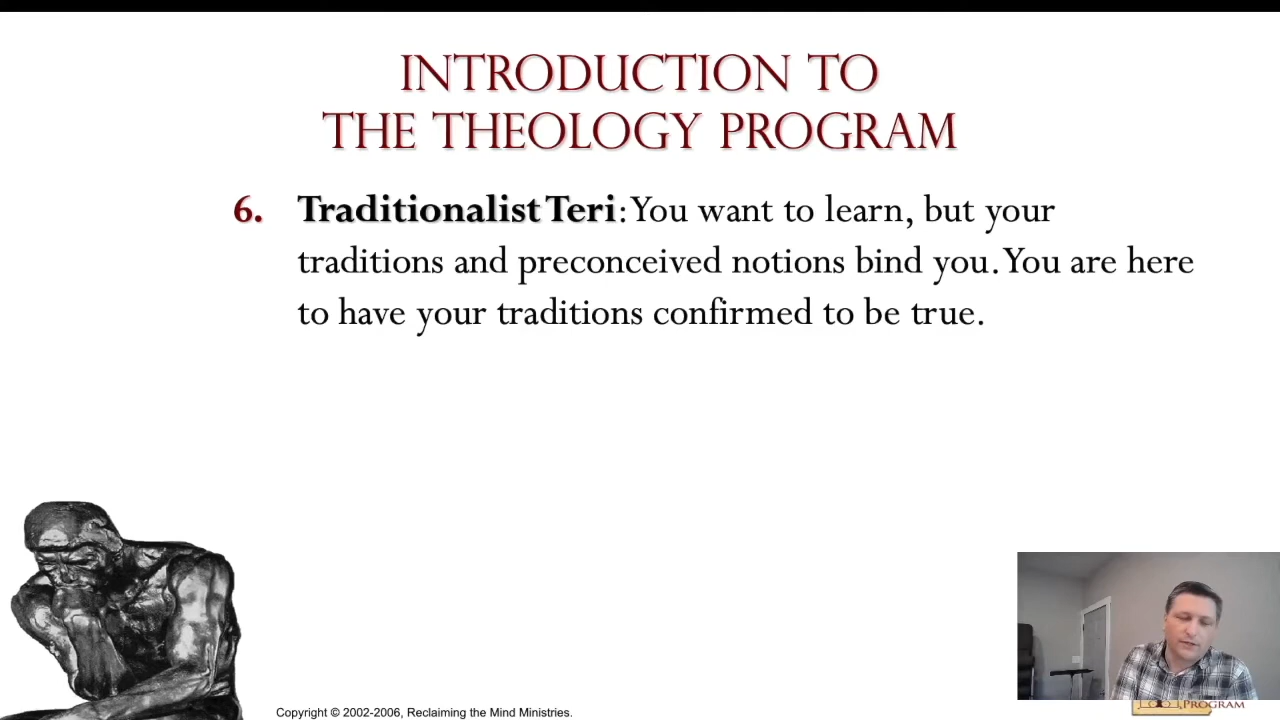 INTRODUCTION TO
THE THEOLOGY PROGRAM
6. Traditionalist Teri: You want to learn, but your
traditions and preconceived notions bind you. You are here
to have your traditions confirmed to be true.
PROGRAM
Copyright © 2002-2006, Reclaiming the Mind Ministries.